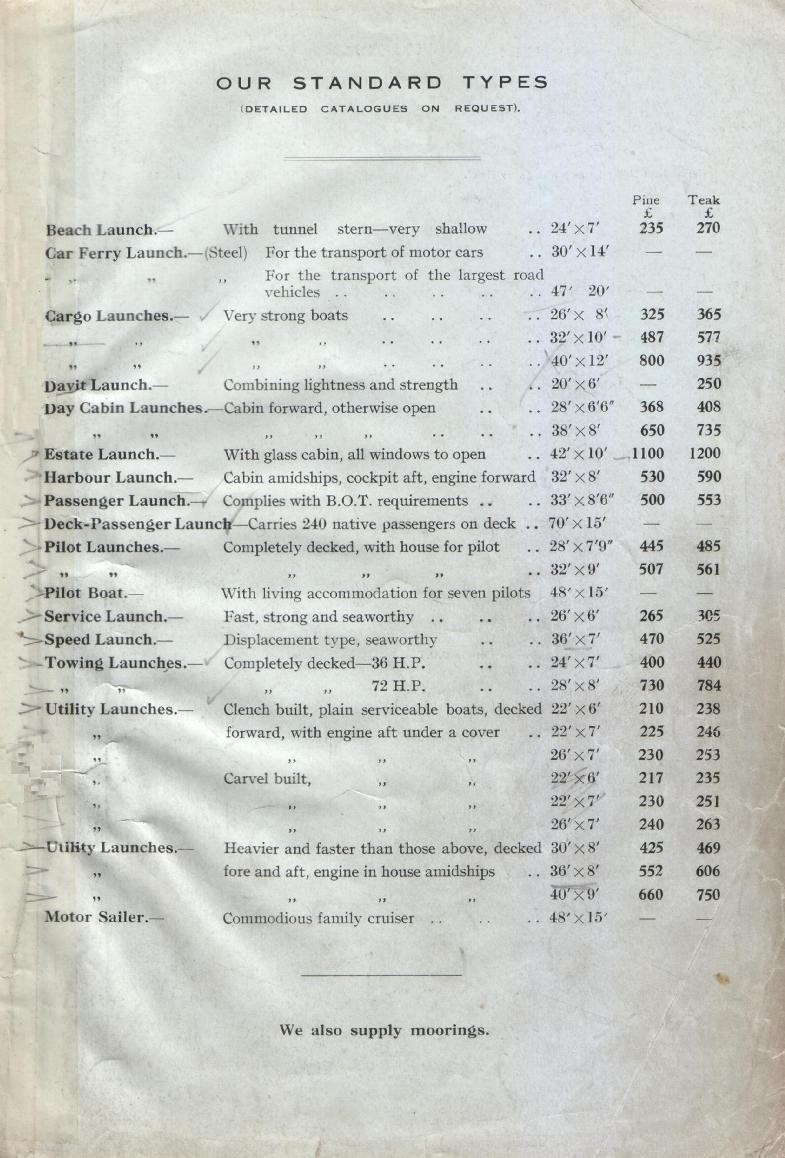 OUR STANDARD TYPES
(DETAILED CATALOGUES ON REQUEST).
Pine Teak
£ £
Beach Launch.— With tunnel stern—very shallow .. 24′×7′ 235 270
Car Ferry Launch.—(Steel) For the transport of motor cars .. 30′×14′ — —
„ „ „ For the transport of the largest road — —
vehicles .. .. .. .. .. 47′ 20′
Cargo Launches.— Very strong boats .. .. .. .. 26′× 8′ 325 365
„ „ „ „ .. .. .. .. 32′×10′ 487 577
„ „ „ „ .. .. .. .. 40′×12′ 800 935
Davit Launch.— Combining lightness and strength .. .. 20′×6′ — 250
Day Cabin Launches.—Cabin forward, otherwise open .. .. 28′×6′6″ 368 408
„ „ „ „ „ .. .. .. 38′×8′ 650 735
Estate Launch.— With glass cabin, all windows to open .. 42′×10′ 1100 1200
Harbour Launch.— Cabin amidships, cockpit aft, engine forward 32′×8′ 530 590
Passenger Launch.— Complies with B.O.T. requirements .. .. 33′×8′6″ 500 553
Deck-Passenger Launch—Carries 240 native passengers on deck .. 70′×15′ — —
Pilot Launches.— Completely decked, with house for pilot .. 28′×7′9″ 445 485
„ „ „ „ „ .. 32′×9′ 507 561
Pilot Boat.— With living accommodation for seven pilots 48′×15′ — —
Service Launch.— Fast, strong and seaworthy .. .. .. 26′×6′ 265 305
Speed Launch.— Displacement type, seaworthy .. .. 36′×7′ 470 525
Towing Launches.— Completely decked—36 H.P. .. .. 24′×7′ 400 440
„ „ „ „ 72 H.P. .. .. 28′×8′ 730 784
Utility Launches.— Clench built, plain serviceable boats, decked 22′×6′ 210 238
„ forward, with engine aft under a cover .. 22′×7′ 225 246
„ „ „ „ 26′×7′ 230 253
„ Carvel built, „ „ 22′×6′ 217 235
„ „ „ „ 22′×7′ 230 251
„ „ „ „ 26′×7′ 240 263
Utility Launches.— Heavier and faster than those above, decked 30′×8′ 425 469
„ fore and aft, engine in house amidships .. 36′×8′ 552 606
„ „ „ „ 40′×9′ 660 750
Motor Sailer.— Commodious family cruiser .. .. .. 48′×15′ — —
We also supply moorings.